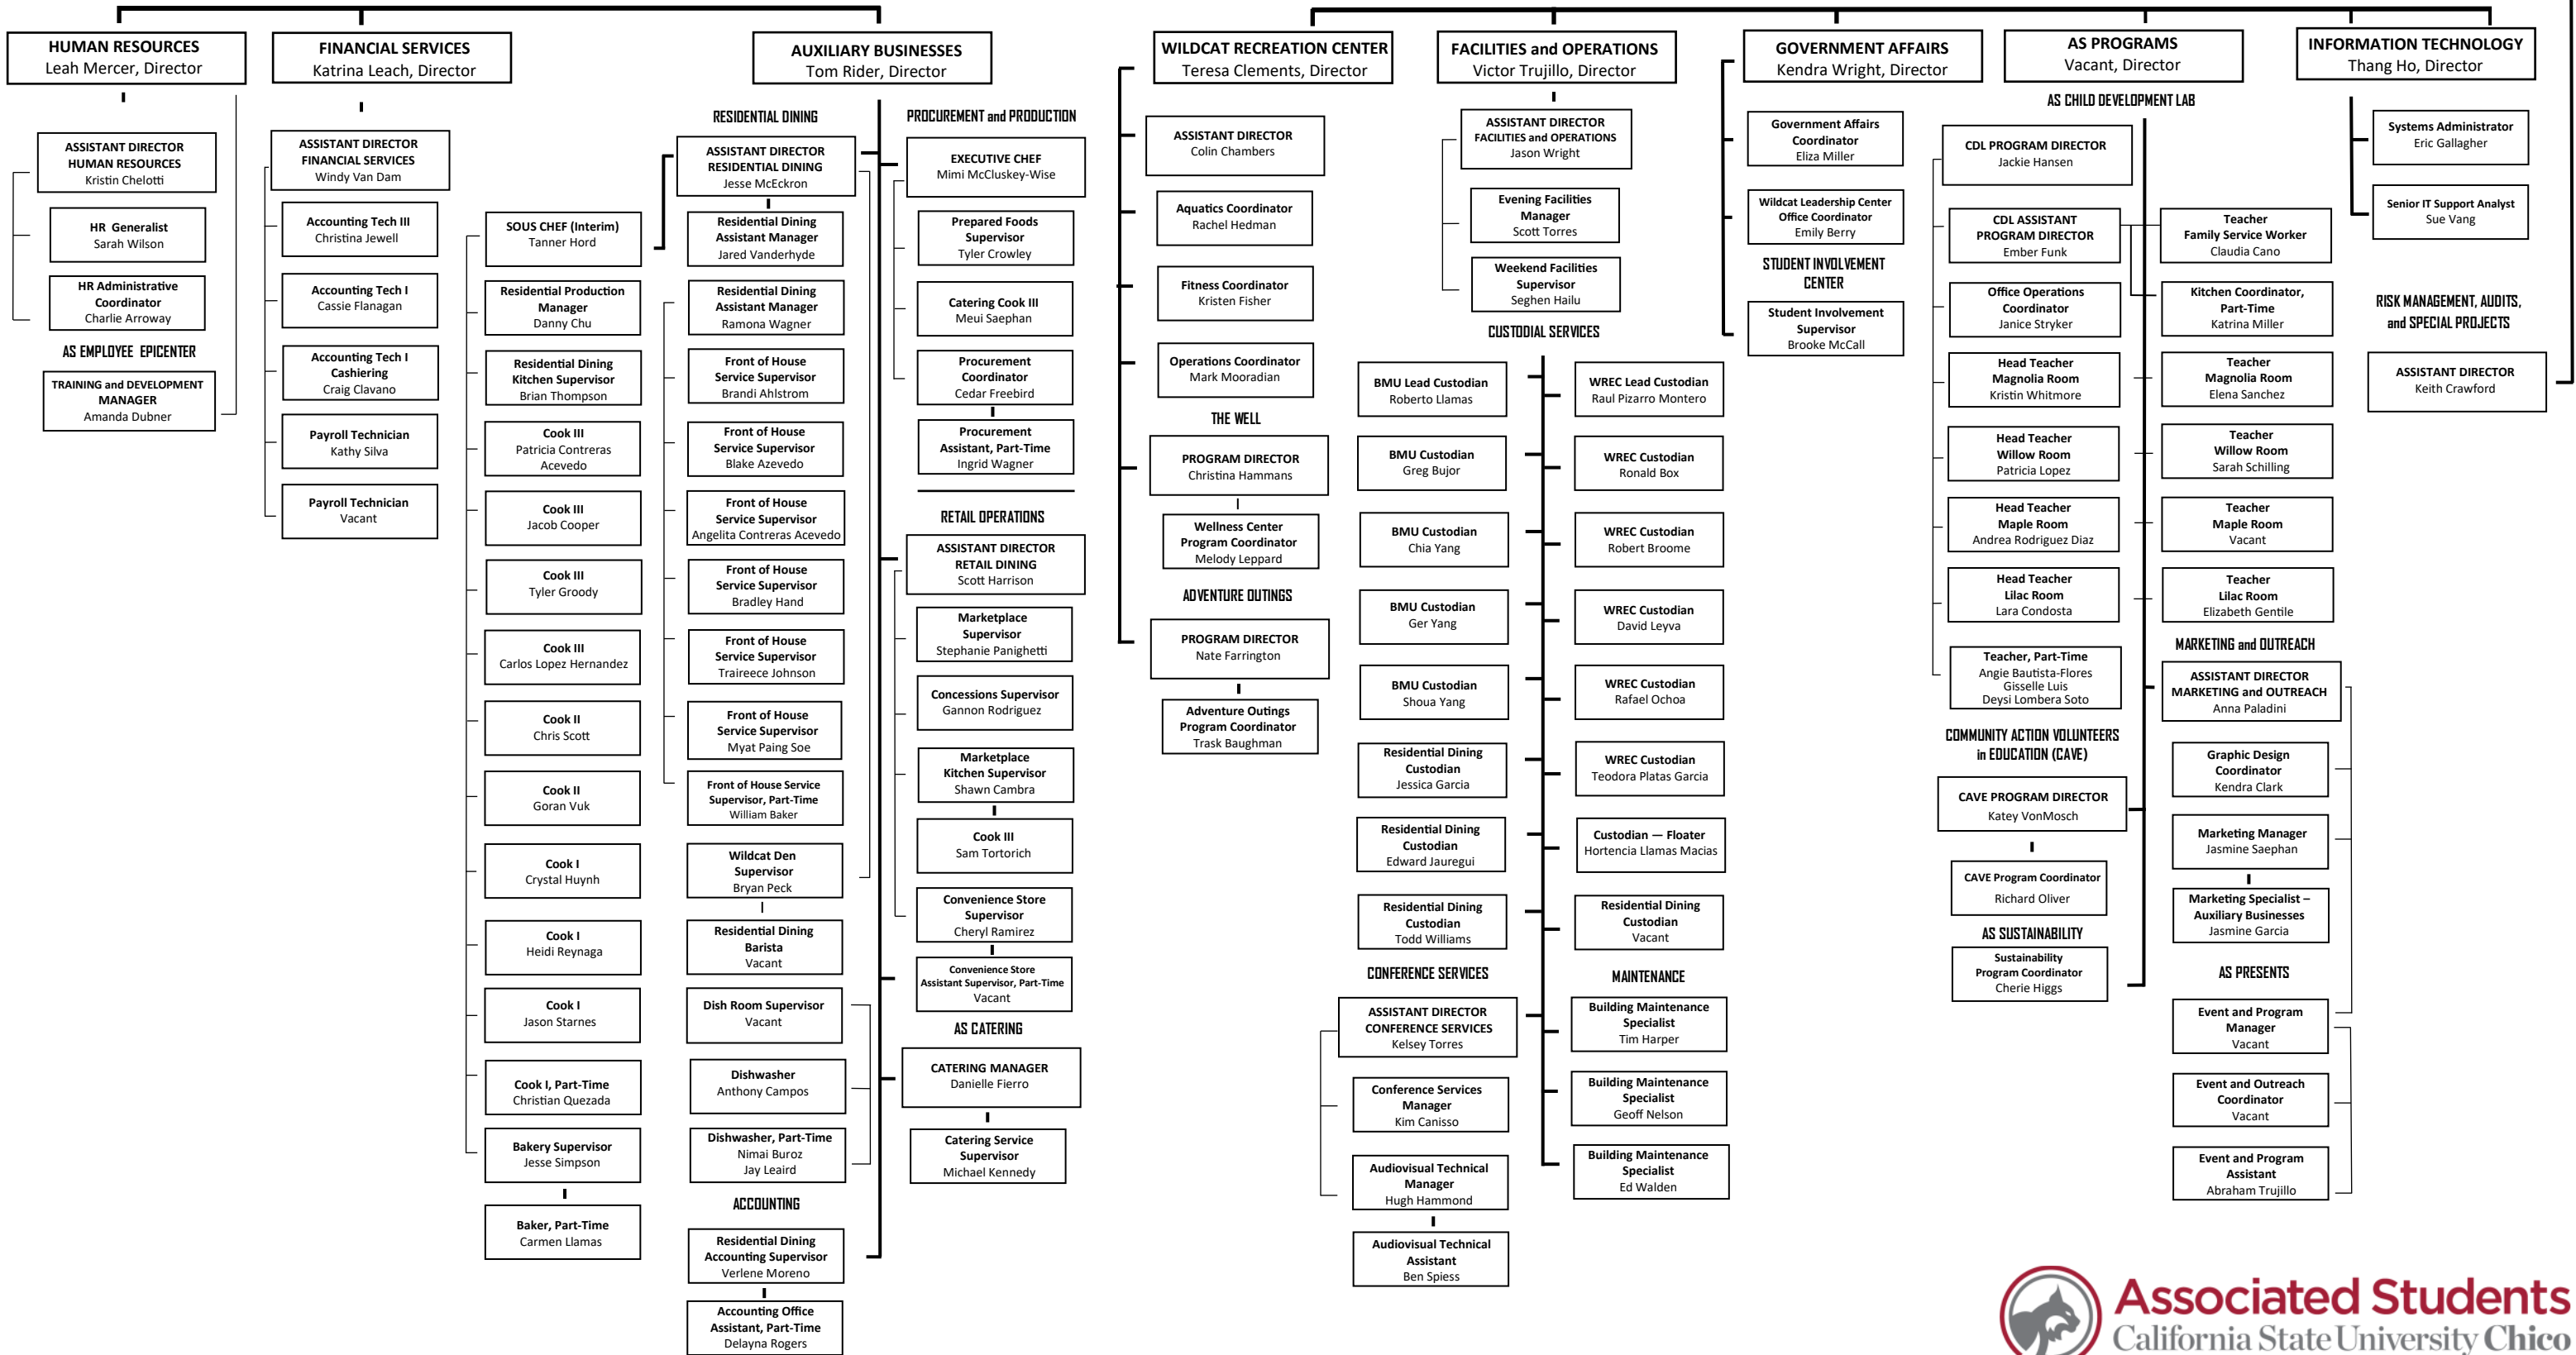 HUMAN RESOURCES
Leah Mercer, Director
ASSISTANT DIRECTOR
HUMAN RESOURCES
Kristin Chelotti
HR Generalist
Sarah Wilson
HR Administrative
Coordinator
Charlie Arroway
AS EMPLOYEE EPICENTER
TRAINING and DEVELOPMENT
MANAGER
Amanda Dubner
FINANCIAL SERVICES
Katrina Leach, Director
ASSISTANT DIRECTOR
FINANCIAL SERVICES
Windy Van Dam
Accounting Tech III
Christina Jewell
Accounting Tech I
Cassie Flanagan
Accounting Tech I
Cashiering
Craig Clavano
Payroll Technician
Kathy Silva
Payroll Technician
Vacant
AUXILIARY BUSINESSES
Tom Rider, Director
SOUS CHEF (Interim)
Tanner Hord
Residential Production
Manager
Danny Chu
Residential Dining
Kitchen Supervisor
Brian Thompson
Cook III
Patricia Contreras
Acevedo
Cook III
Jacob Cooper
Cook III
Tyler Groody
Cook III
Carlos Lopez Hernandez
Cook II
Chris Scott
Cook II
Goran Vuk
Cook I
Crystal Huynh
Cook I
Heidi Reynaga
Cook I
Jason Starnes
Cook I, Part-Time
Christian Quezada
Bakery Supervisor
Jesse Simpson
Baker, Part-Time
Carmen Llamas
RESIDENTIAL DINING
ASSISTANT DIRECTOR
RESIDENTIAL DINING
Jesse McEckron
Residential Dining
Assistant Manager
Jared Vanderhyde
Residential Dining
Assistant Manager
Ramona Wagner
Front of House
Service Supervisor
Brandi Ahlstrom
Front of House
Service Supervisor
Blake Azevedo
Front of House
Service Supervisor
Angelita Contreras Acevedo
Front of House
Service Supervisor
Bradley Hand
Front of House
Service Supervisor
Traireece Johnson
Front of House
Service Supervisor
Myat Paing Soe
Front of House Service
Supervisor, Part-Time
William Baker
Wildcat Den
Supervisor
Bryan Peck
Residential Dining
Barista
Vacant
Dish Room Supervisor
Vacant
Dishwasher
Anthony Campos
Dishwasher, Part-Time
Nimai Buroz
Jay Leaird
ACCOUNTING
Residential Dining
Accounting Supervisor
Verlene Moreno
Accounting Office
Assistant, Part-Time
Delayna Rogers
PROCUREMENT and PRODUCTION
EXECUTIVE CHEF
Mimi McCluskey-Wise
Prepared Foods
Supervisor
Tyler Crowley
Catering Cook III
Meui Saephan
Procurement
Coordinator
Cedar Freebird
Procurement
Assistant, Part-Time
Ingrid Wagner
RETAIL OPERATIONS
ASSISTANT DIRECTOR
RETAIL DINING
Scott Harrison
Marketplace
Supervisor
Stephanie Panighetti
Concessions Supervisor
Gannon Rodriguez
Marketplace
Kitchen Supervisor
Shawn Cambra
Cook III
Sam Tortorich
Convenience Store
Supervisor
Cheryl Ramirez
Convenience Store
Assistant Supervisor, Part-Time
Vacant
AS CATERING
CATERING MANAGER
Danielle Fierro
Catering Service
Supervisor
Michael Kennedy
WILDCAT RECREATION CENTER
Teresa Clements, Director
ASSISTANT DIRECTOR
Colin Chambers
Aquatics Coordinator
Rachel Hedman
Fitness Coordinator
Kristen Fisher
Operations Coordinator
Mark Mooradian
THE WELL
PROGRAM DIRECTOR
Christina Hammans
Wellness Center
Program Coordinator
Melody Leppard
ADVENTURE OUTINGS
PROGRAM DIRECTOR
Nate Farrington
Adventure Outings
Program Coordinator
Trask Baughman
FACILITIES and OPERATIONS
Victor Trujillo, Director
ASSISTANT DIRECTOR
FACILITIES and OPERATIONS
Jason Wright
Evening Facilities
Manager
Scott Torres
Weekend Facilities
Supervisor
Seghen Hailu
CUSTODIAL SERVICES
BMU Lead Custodian
Roberto Llamas
BMU Custodian
Greg Bujor
BMU Custodian
Chia Yang
BMU Custodian
Ger Yang
BMU Custodian
Shoua Yang
Residential Dining
Custodian
Jessica Garcia
Residential Dining
Custodian
Edward Jauregui
Residential Dining
Custodian
Todd Williams
WREC Lead Custodian
Raul Pizarro Montero
WREC Custodian
Ronald Box
WREC Custodian
Robert Broome
WREC Custodian
David Leyva
WREC Custodian
Rafael Ochoa
WREC Custodian
Teodora Platas Garcia
Custodian — Floater
Hortencia Llamas Macias
Residential Dining
Custodian
Vacant
CONFERENCE SERVICES
ASSISTANT DIRECTOR
CONFERENCE SERVICES
Kelsey Torres
Conference Services
Manager
Kim Canisso
Audiovisual Technical
Manager
Hugh Hammond
Audiovisual Technical
Assistant
Ben Spiess
MAINTENANCE
Building Maintenance
Specialist
Tim Harper
Building Maintenance
Specialist
Geoff Nelson
Building Maintenance
Specialist
Ed Walden
GOVERNMENT AFFAIRS
Kendra Wright, Director
Government Affairs
Coordinator
Eliza Miller
Wildcat Leadership Center
Office Coordinator
Emily Berry
STUDENT INVOLVEMENT
CENTER
Student Involvement
Supervisor
Brooke McCall
AS PROGRAMS
Vacant, Director
AS CHILD DEVELOPMENT LAB
CDL PROGRAM DIRECTOR
Jackie Hansen
CDL ASSISTANT
PROGRAM DIRECTOR
Ember Funk
Office Operations
Coordinator
Janice Stryker
Head Teacher
Magnolia Room
Kristin Whitmore
Head Teacher
Willow Room
Patricia Lopez
Head Teacher
Maple Room
Andrea Rodriguez Diaz
Head Teacher
Lilac Room
Lara Condosta
Teacher, Part-Time
Angie Bautista-Flores
Gisselle Luis
Deysi Lombera Soto
Teacher
Family Service Worker
Claudia Cano
Kitchen Coordinator,
Part-Time
Katrina Miller
Teacher
Magnolia Room
Elena Sanchez
Teacher
Willow Room
Sarah Schilling
Teacher
Maple Room
Vacant
Teacher
Lilac Room
Elizabeth Gentile
COMMUNITY ACTION VOLUNTEERS
in EDUCATION (CAVE)
CAVE PROGRAM DIRECTOR
Katey VonMosch
CAVE Program Coordinator
Richard Oliver
AS SUSTAINABILITY
Sustainability
Program Coordinator
Cherie Higgs
MARKETING and OUTREACH
ASSISTANT DIRECTOR
MARKETING and OUTREACH
Anna Paladini
Graphic Design
Coordinator
Kendra Clark
Marketing Manager
Jasmine Saephan
Marketing Specialist –
Auxiliary Businesses
Jasmine Garcia
AS PRESENTS
Event and Program
Manager
Vacant
Event and Outreach
Coordinator
Vacant
Event and Program
Assistant
Abraham Trujillo
INFORMATION TECHNOLOGY
Thang Ho, Director
Systems Administrator
Eric Gallagher
Senior IT Support Analyst
Sue Vang
RISK MANAGEMENT, AUDITS,
and SPECIAL PROJECTS
ASSISTANT DIRECTOR
Keith Crawford
Associated Students
California State University Chico